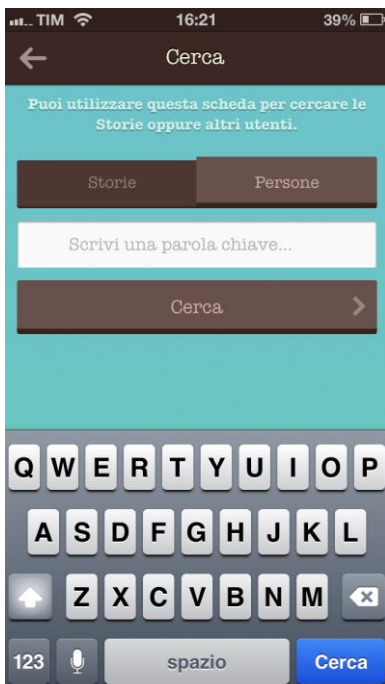 TIM 16:21 39%
Cerca
Puoi utilizzare questa scheda per cercare le
Storie oppure altri utenti.
Storie Persone
Scrivi una parola chiave...
Cerca
Q W E R T Y U I O P
A S D F G H J K L
Z X C V B N M
123 spazio Cerca